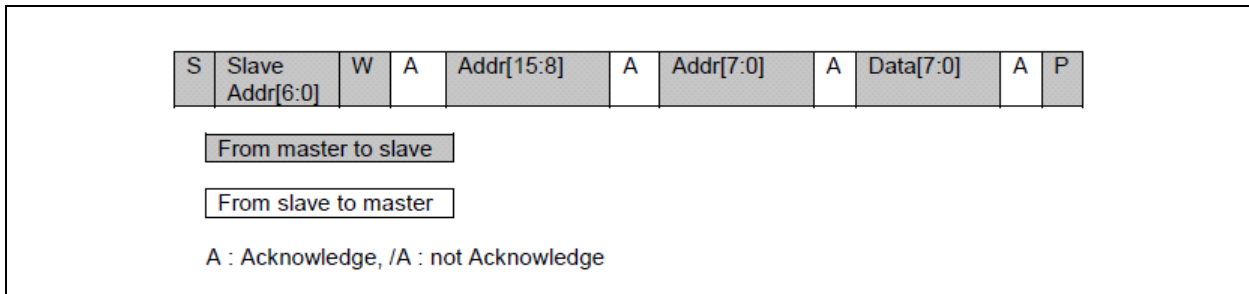 S Slave Addr[6:0] W A Addr[15:8] A Addr[7:0] A Data[7:0] A P
From master to slave
From slave to master
A : Acknowledge, /A : not Acknowledge